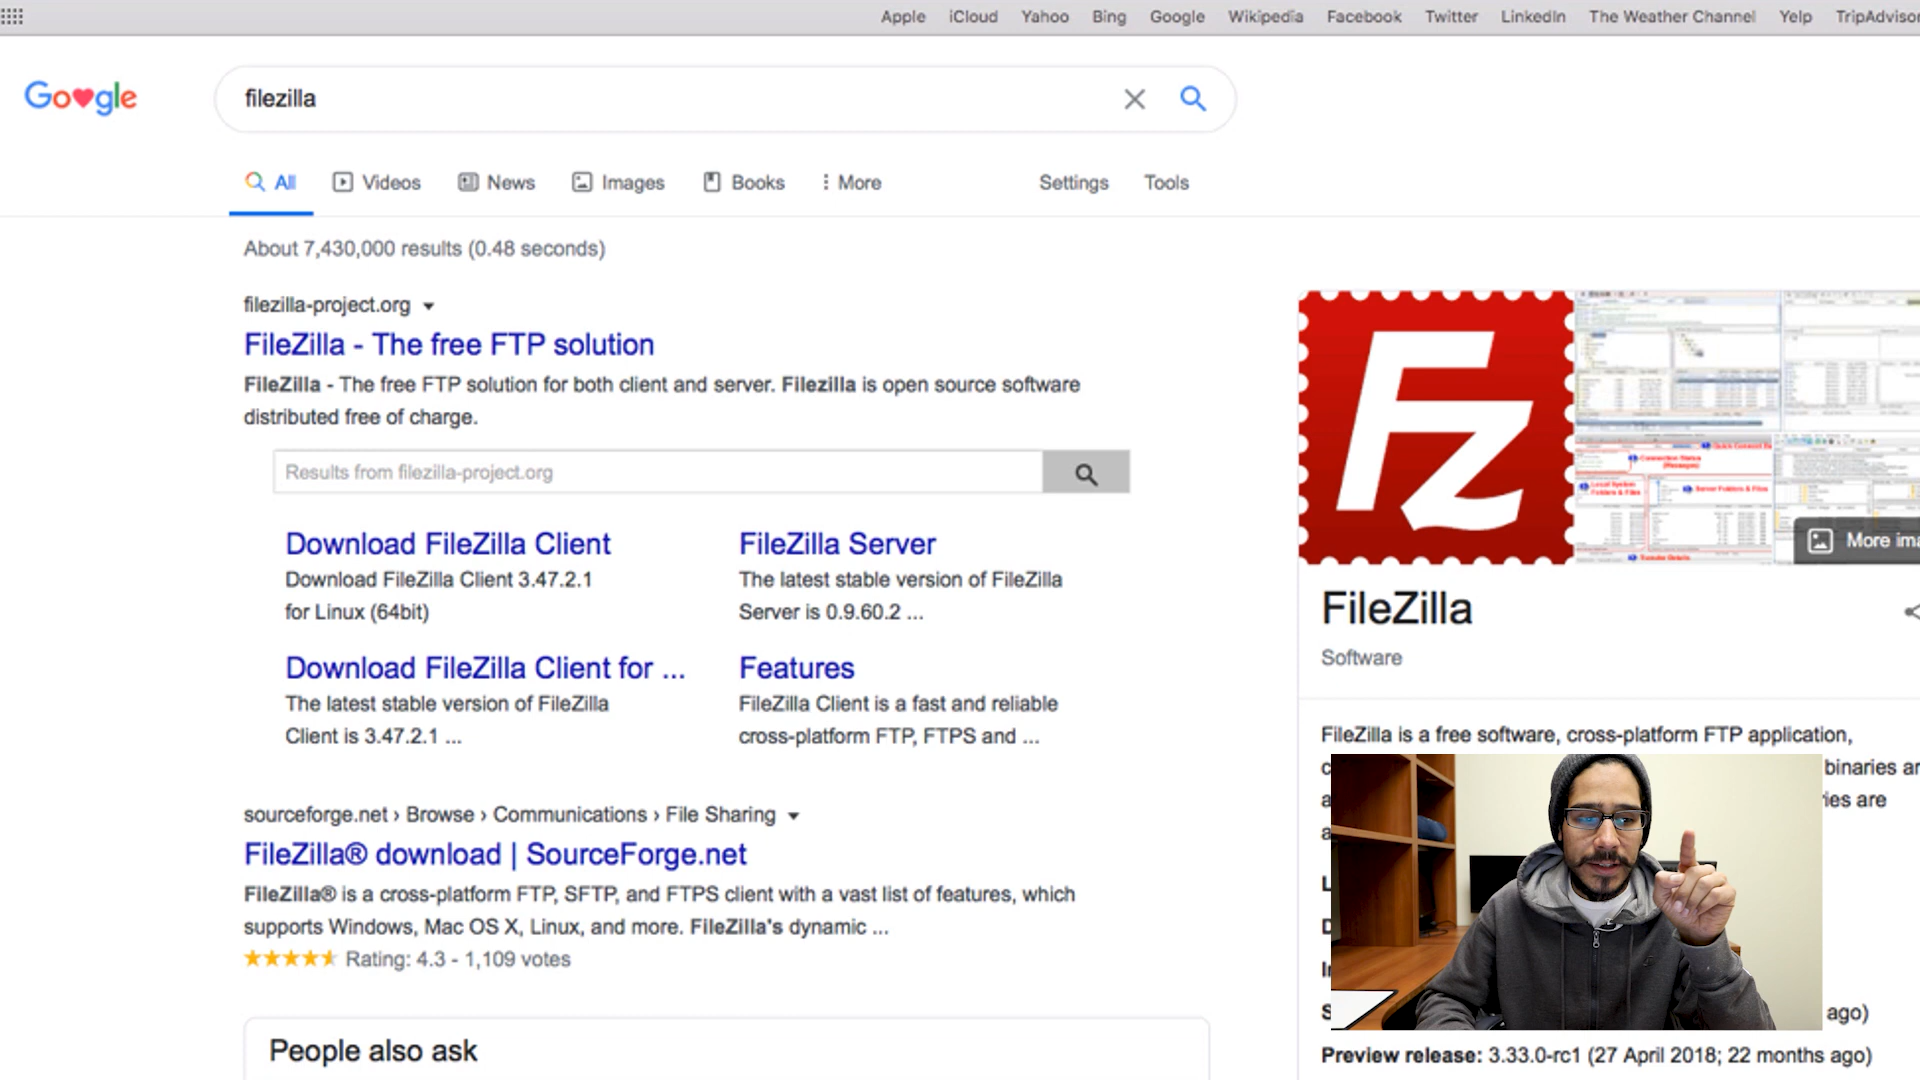 Apple iCloud Yahoo Bing Google Wikipedia Facebook Twitter LinkedIn The Weather Channel Yelp TripAdvisor
Go gle
filezilla
All Videos News Images Books More Settings Tools
About 7,430,000 results (0.48 seconds)
filezilla-project.org
FileZilla - The free FTP solution
FileZilla - The free FTP solution for both client and server. Filezilla is open source software
distributed free of charge.
Results from filezilla-project.org
Download FileZilla Client
Download FileZilla Client 3.47.2.1
for Linux (64bit)
FileZilla Server
The latest stable version of FileZilla
Server is 0.9.60.2 ...
Download FileZilla Client for ...
The latest stable version of FileZilla
Client is 3.47.2.1 ...
Features
FileZilla Client is a fast and reliable
cross-platform FTP, FTPS and ...
sourceforge.net › Browse › Communications › File Sharing
FileZilla® download | SourceForge.net
FileZilla® is a cross-platform FTP, SFTP, and FTPS client with a vast list of features, which
supports Windows, Mac OS X, Linux, and more. FileZilla's dynamic ...
Rating: 4.3 - 1,109 votes
People also ask
FZ
More ima
FileZilla
Software
FileZilla is a free software, cross-platform FTP application,
c binaries ar
a ies are
a
L
D
S ago)
Preview release: 3.33.0-rc1 (27 April 2018; 22 months ago)